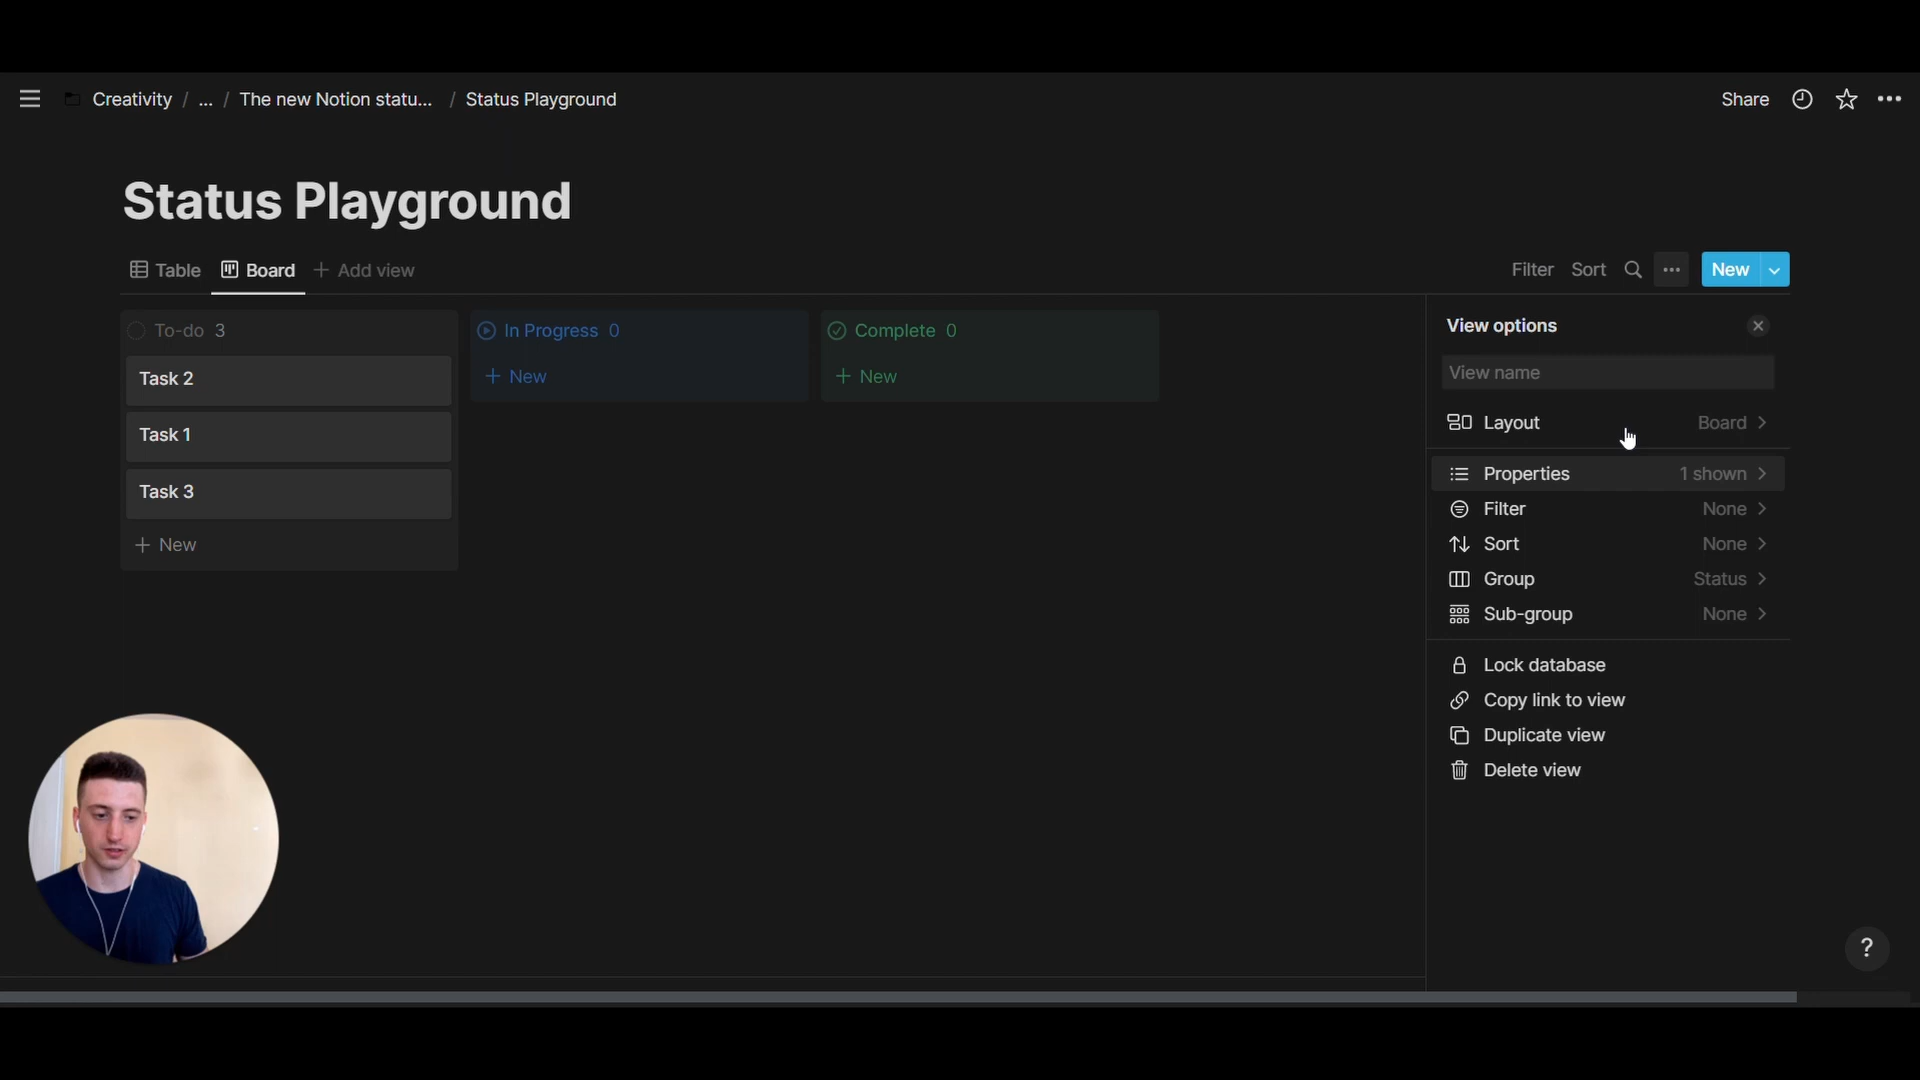 Creativity / ... / The new Notion statu... / Status Playground
Share
Status Playground
Table Board + Add view
Filter Sort New
To-do 3
Task 2
Task 1
Task 3
+ New
In Progress 0
+ New
Complete 0
+ New
View options
View name
Layout Board
Properties 1 shown
Filter None
Sort None
Group Status
Sub-group None
Lock database
Copy link to view
Duplicate view
Delete view
?